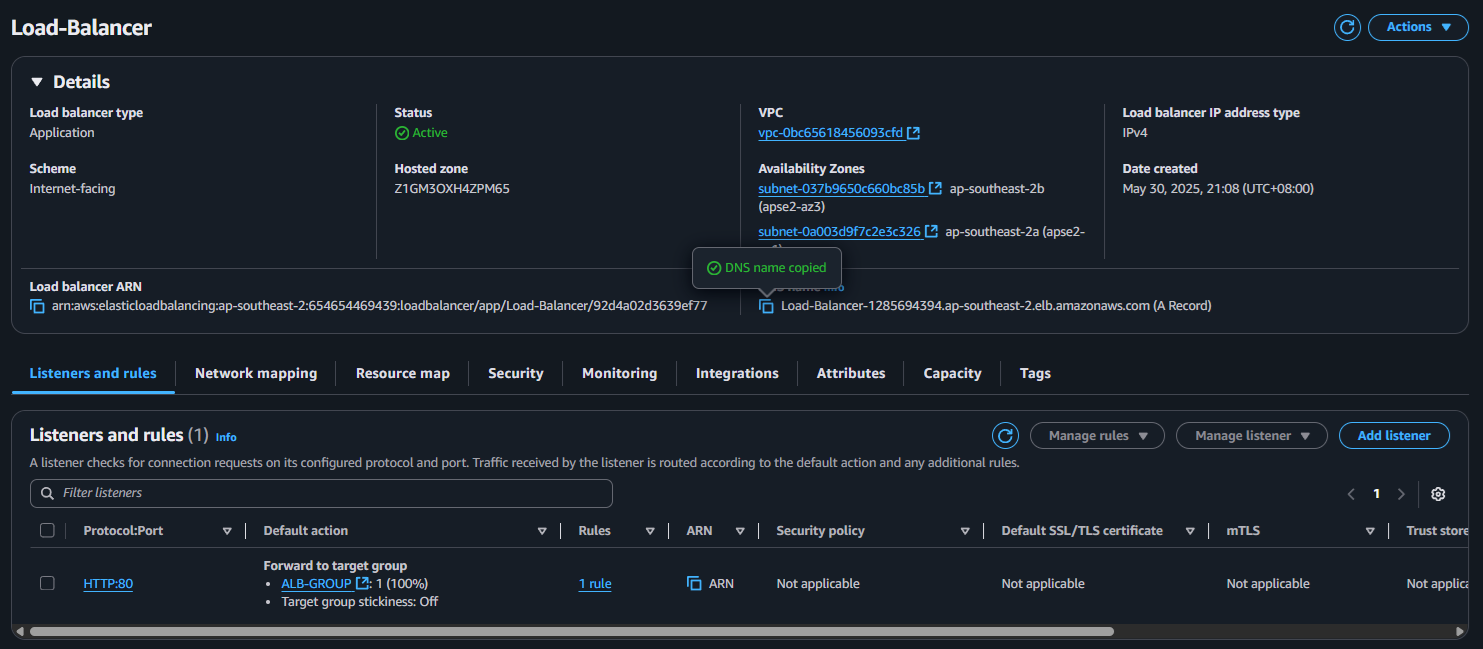 Load-Balancer
Actions
Details
Load balancer type
Application
Status
Active
VPC
vpc-0bc65618456093cfd
Load balancer IP address type
IPv4
Scheme
Internet-facing
Hosted zone
Z1GM3OXH4ZPM65
Availability Zones
subnet-037b9650c660bc85b ap-southeast-2b
(apse2-az3)
subnet-0a003d9f7c2e3c326 ap-southeast-2a (apse2-
Date created
May 30, 2025, 21:08 (UTC+08:00)
DNS name copied
Load balancer ARN
arn:aws:elasticloadbalancing:ap-southeast-2:654654469439:loadbalancer/app/Load-Balancer/92d4a02d3639ef77
Load-Balancer-1285694394.ap-southeast-2.elb.amazonaws.com (A Record)
Listeners and rules
Network mapping
Resource map
Security
Monitoring
Integrations
Attributes
Capacity
Tags
Listeners and rules (1) Info
Manage rules
Manage listener
Add listener
A listener checks for connection requests on its configured protocol and port. Traffic received by the listener is routed according to the default action and any additional rules.
Filter listeners
1
Protocol:Port
Default action
Rules
ARN
Security policy
Default SSL/TLS certificate
mTLS
Trust store
HTTP:80
Forward to target group
• ALB-GROUP : 1 (100%)
• Target group stickiness: Off
1 rule
ARN
Not applicable
Not applicable
Not applicable
Not applica